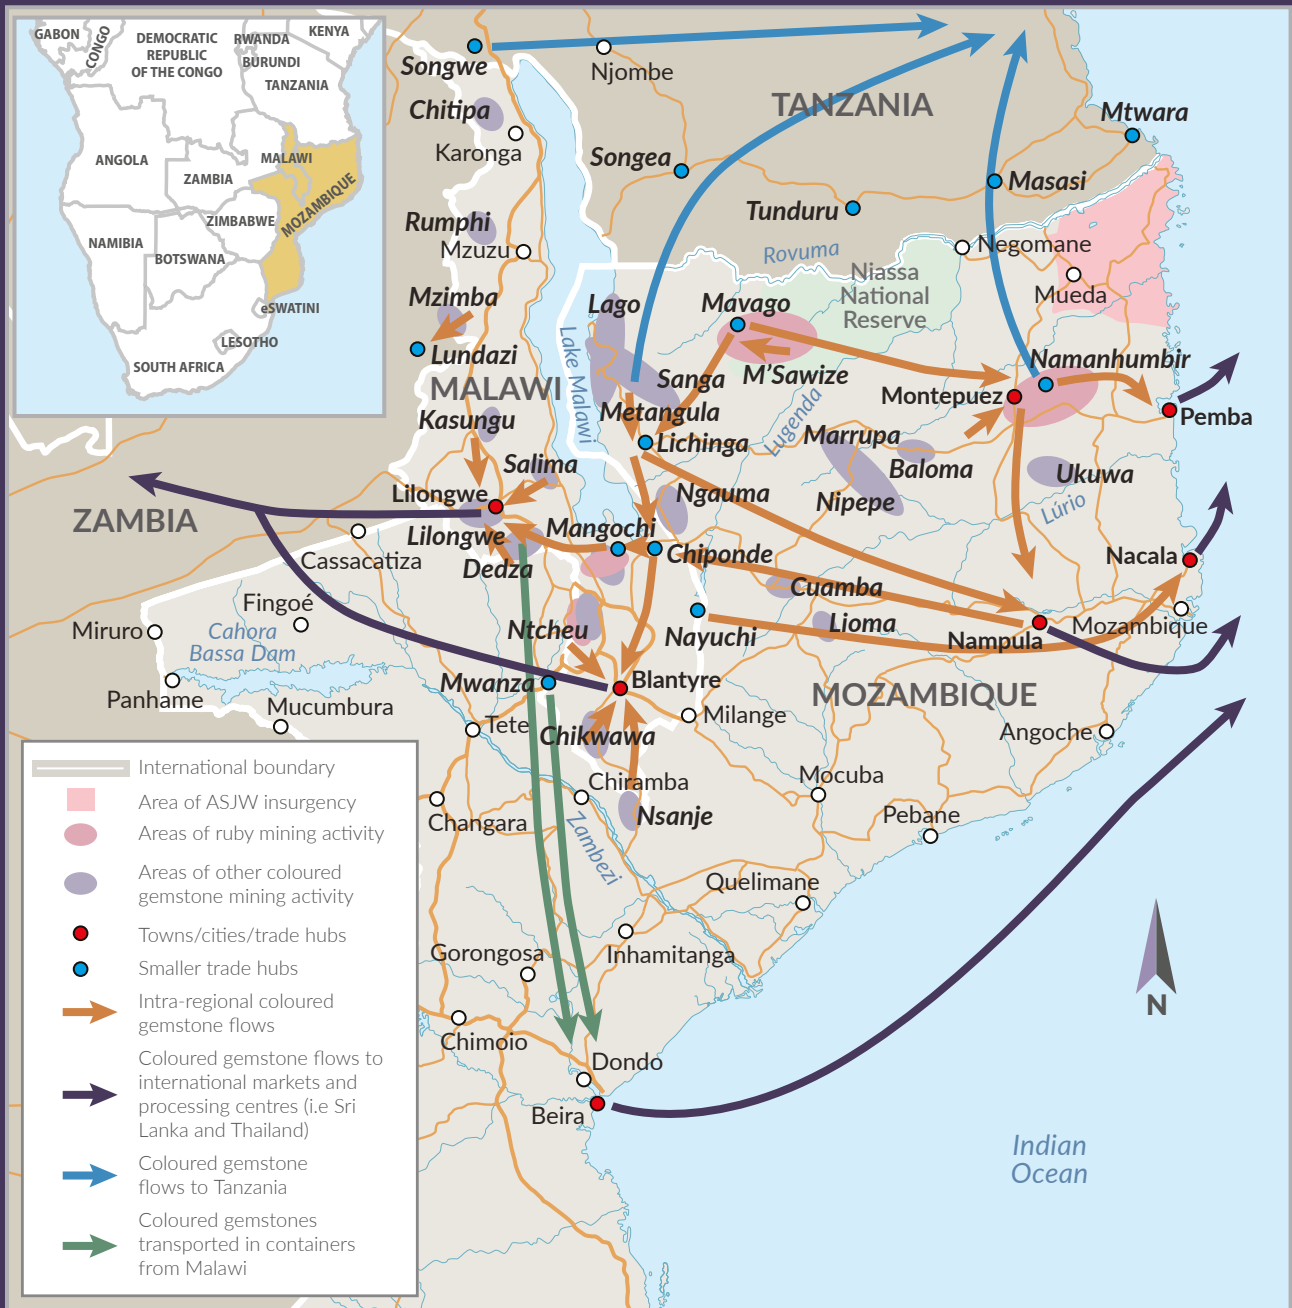 GABON
CONGO
DEMOCRATIC
REPUBLIC
OF THE CONGO
RWANDA
BURUNDI
KENYA
TANZANIA
ANGOLA
ZAMBIA
MALAWI
MOZAMBIQUE
ZIMBABWE
NAMIBIA
BOTSWANA
eSWATINI
LESOTHO
SOUTH AFRICA
Songwe
Njombe
TANZANIA
Chitipa
Karonga
Songea
Mtwara
Masasi
Tunduru
Rumphi
Mzuzu
Rovuma
Negomane
Niassa
National
Reserve
Mueda
Mzimba
Lago
Mavago
Lundazi
MALAWI
Lake Malawi
Sanga
M'Sawize
Namanhumbir
Montepuez
Pemba
Metangula
Kasungu
Lichinga
Lugenda
Marrupa
Baloma
Ukuwa
Salima
Lilongwe
Ngauma
Nipepe
Lúrio
ZAMBIA
Lilongwe
Mangochi
Cassacatiza
Dedza
Chiponde
Nacala
Cuamba
Fingoé
Miruro
Cahora
Bassa Dam
Ntcheu
Nayuchi
Lioma
Nampula
Mozambique
Panhame
Mwanza
Blantyre
MOZAMBIQUE
Mucumbura
Tete
Chikwawa
Milange
Angoche
Chiramba
Mocuba
Changara
Zambezi
Nsanje
Pebane
Quelimane
Gorongosa
Inhamitanga
Chimoio
Dondo
Beira
Indian
Ocean
N
International boundary
Area of ASJW insurgency
Areas of ruby mining activity
Areas of other coloured
gemstone mining activity
Towns/cities/trade hubs
Smaller trade hubs
Intra-regional coloured
gemstone flows
Coloured gemstone flows to
international markets and
processing centres (i.e Sri
Lanka and Thailand)
Coloured gemstone
flows to Tanzania
Coloured gemstones
transported in containers
from Malawi